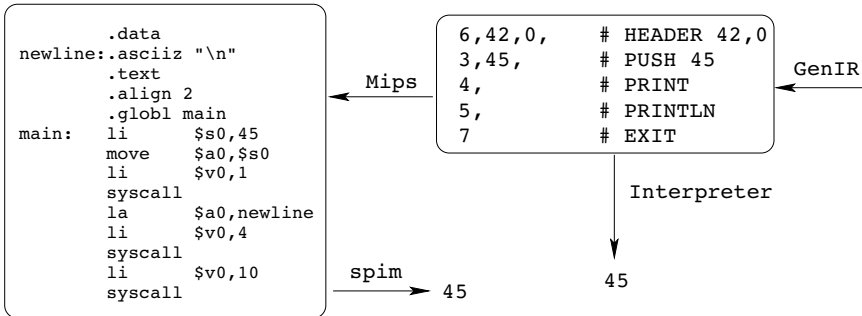 .data
newline:.asciiz "\n"
.text
.align 2
.globl main
main: li $s0,45
move $a0,$s0
li $v0,1
syscall
la $a0,newline
li $v0,4
syscall
li $v0,10
syscall
Mips
6,42,0, # HEADER 42,0
3,45, # PUSH 45
4, # PRINT
5, # PRINTLN
7 # EXIT
GenIR
Interpreter
45
spim
45